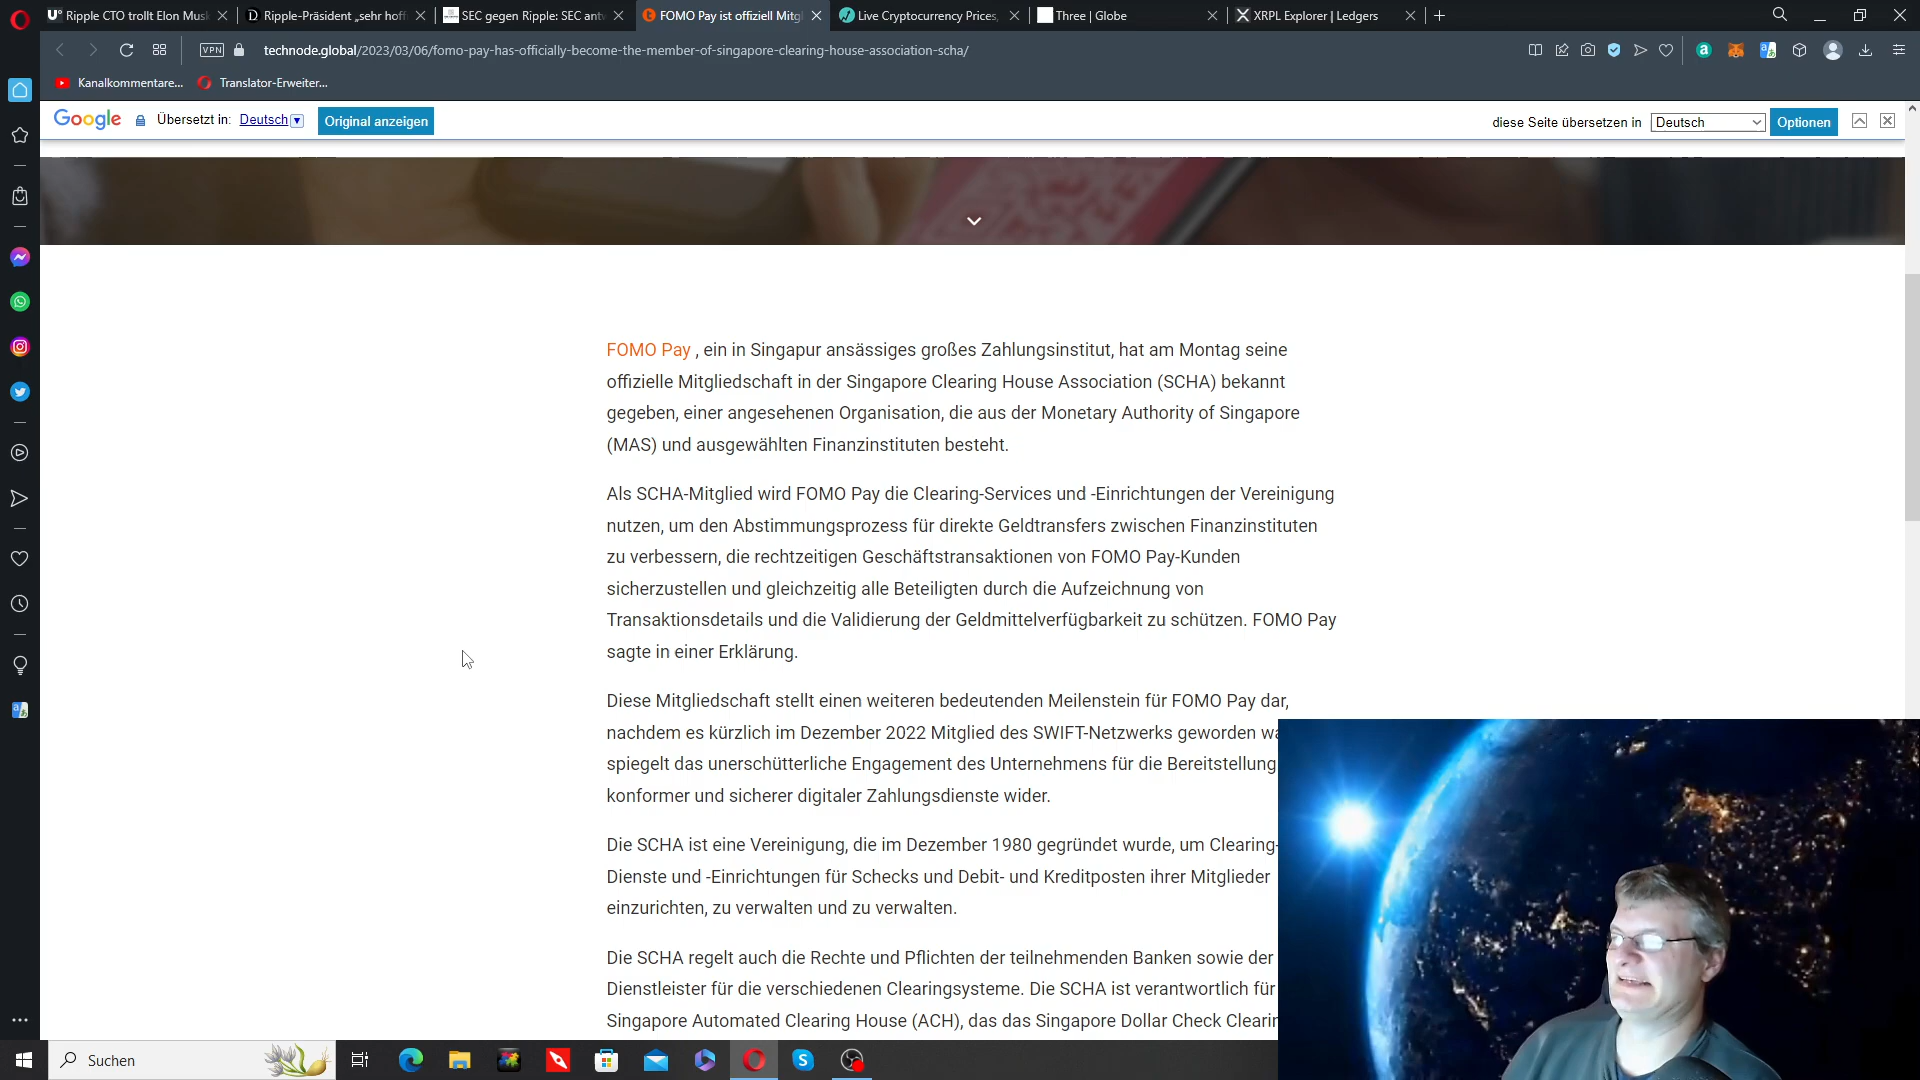 Ripple CTO trollt Elon Musk
Ripple-Präsident „sehr hoff
SEC gegen Ripple: SEC antw
FOMO Pay ist offiziell Mitgl
Live Cryptocurrency Prices,
Three | Globe
XRPL Explorer | Ledgers
VPN
technode.global/2023/03/06/fomo-pay-has-officially-become-the-member-of-singapore-clearing-house-association-scha/
Kanalkommentare...
Translator-Erweiter...
Google
Übersetzt in: Deutsch
Original anzeigen
diese Seite übersetzen in
Deutsch
Optionen
FOMO Pay , ein in Singapur ansässiges großes Zahlungsinstitut, hat am Montag seine
offizielle Mitgliedschaft in der Singapore Clearing House Association (SCHA) bekannt
gegeben, einer angesehenen Organisation, die aus der Monetary Authority of Singapore
(MAS) und ausgewählten Finanzinstituten besteht.
Als SCHA-Mitglied wird FOMO Pay die Clearing-Services und -Einrichtungen der Vereinigung
nutzen, um den Abstimmungsprozess für direkte Geldtransfers zwischen Finanzinstituten
zu verbessern, die rechtzeitigen Geschäftstransaktionen von FOMO Pay-Kunden
sicherzustellen und gleichzeitig alle Beteiligten durch die Aufzeichnung von
Transaktionsdetails und die Validierung der Geldmittelverfügbarkeit zu schützen. FOMO Pay
sagte in einer Erklärung.
Diese Mitgliedschaft stellt einen weiteren bedeutenden Meilenstein für FOMO Pay dar,
nachdem es kürzlich im Dezember 2022 Mitglied des SWIFT-Netzwerks geworden wa
spiegelt das unerschütterliche Engagement des Unternehmens für die Bereitstellung
konformer und sicherer digitaler Zahlungsdienste wider.
Die SCHA ist eine Vereinigung, die im Dezember 1980 gegründet wurde, um Clearing-
Dienste und -Einrichtungen für Schecks und Debit- und Kreditposten ihrer Mitglieder
einzurichten, zu verwalten und zu verwalten.
Die SCHA regelt auch die Rechte und Pflichten der teilnehmenden Banken sowie der
Dienstleister für die verschiedenen Clearingsysteme. Die SCHA ist verantwortlich für
Singapore Automated Clearing House (ACH), das das Singapore Dollar Check Clearin
Suchen